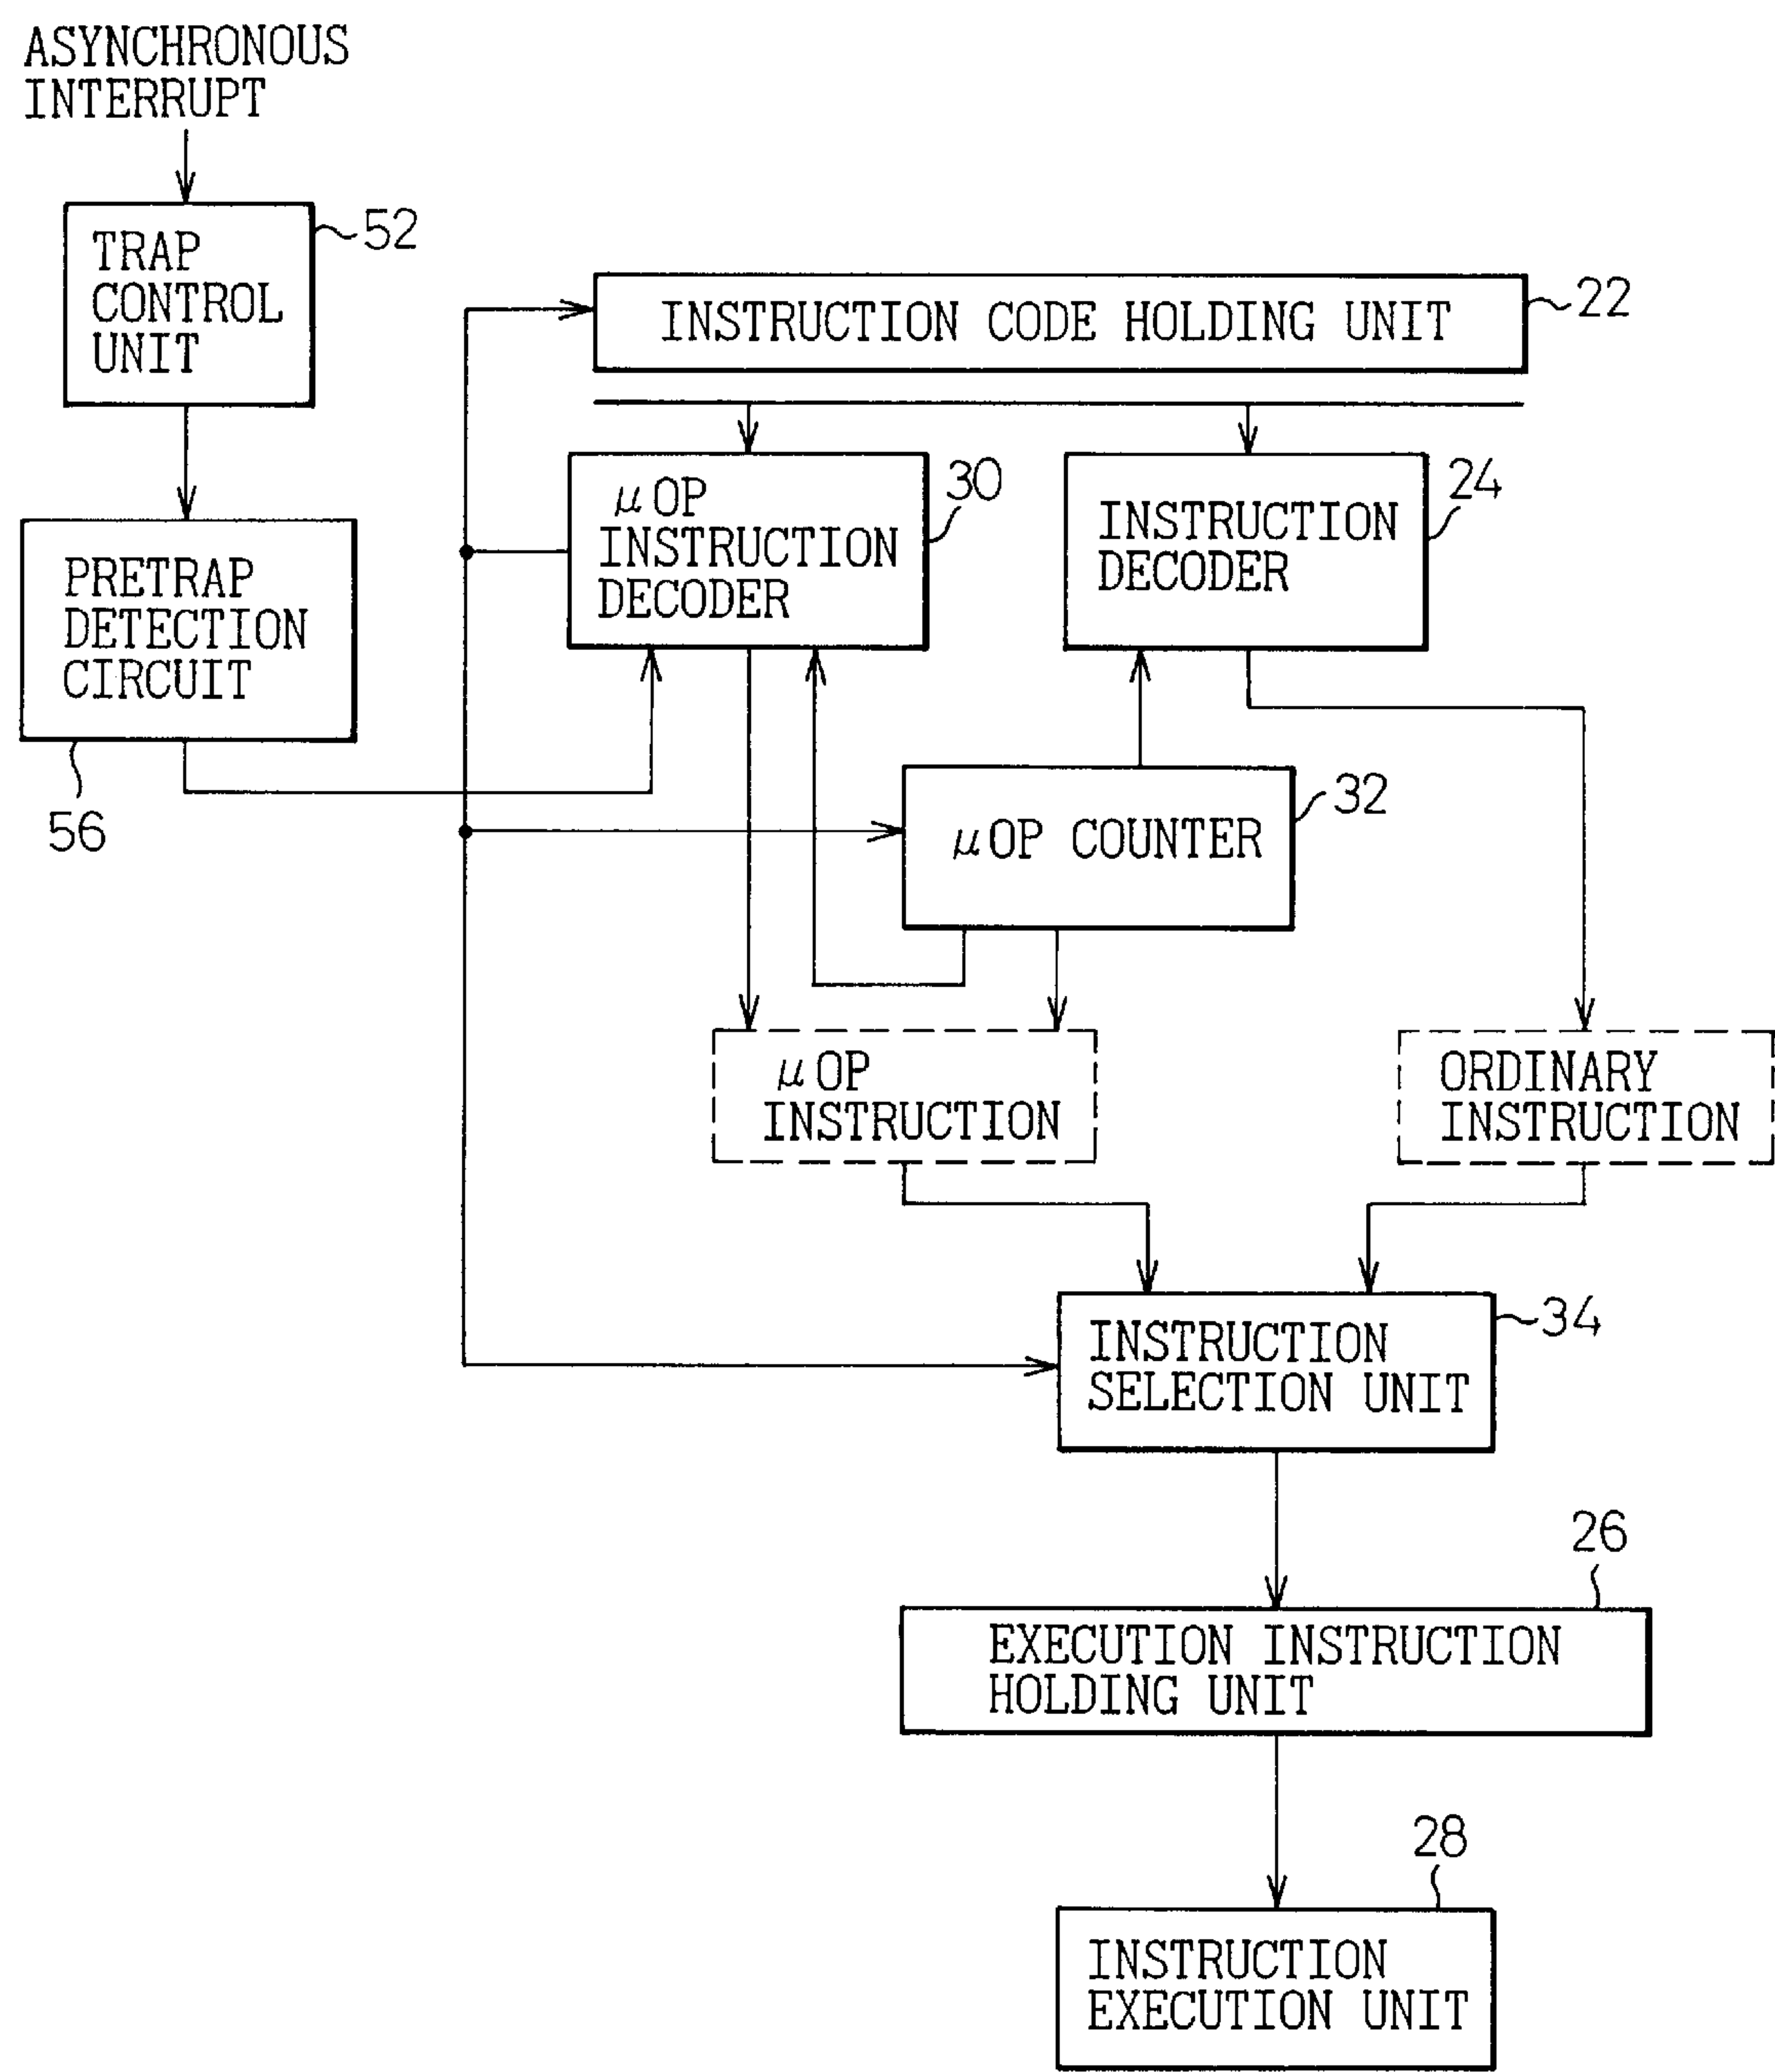 ASYNCHRONOUS
INTERRUPT
TRAP
CONTROL
UNIT
52
INSTRUCTION CODE HOLDING UNIT
22
μOP
INSTRUCTION
DECODER
30
INSTRUCTION
DECODER
24
PRETRAP
DETECTION
CIRCUIT
56
μOP COUNTER
32
μOP
INSTRUCTION
ORDINARY
INSTRUCTION
INSTRUCTION
SELECTION UNIT
34
26
EXECUTION INSTRUCTION
HOLDING UNIT
28
INSTRUCTION
EXECUTION UNIT